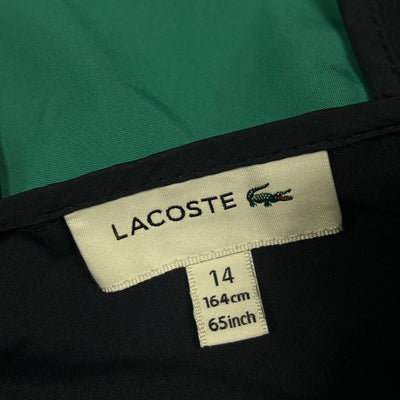 LACOSTE
14
164cm
65inch